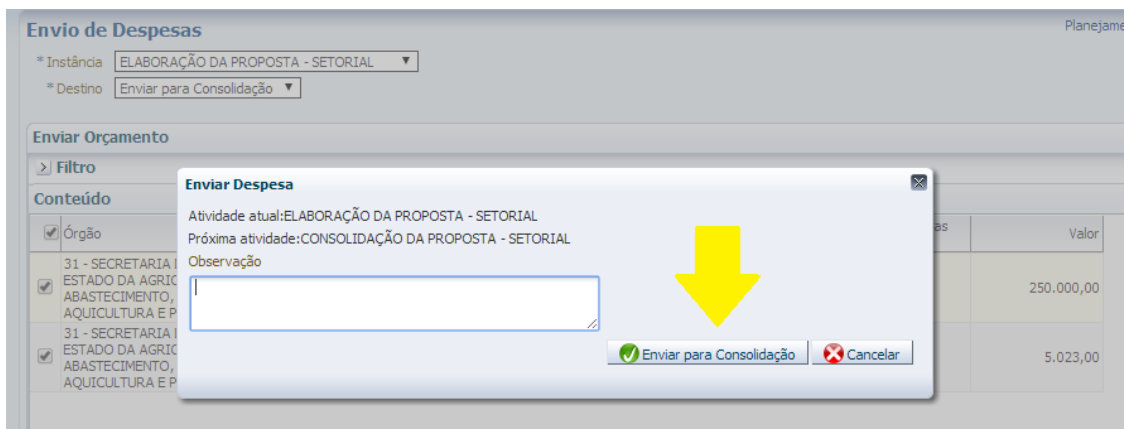 Envio de Despesas
Planejame
* Instância ELABORAÇÃO DA PROPOSTA - SETORIAL
* Destino Enviar para Consolidação
Enviar Orçamento
Filtro
Conteúdo
Enviar Despesa
Atividade atual:ELABORAÇÃO DA PROPOSTA - SETORIAL
Próxima atividade:CONSOLIDAÇÃO DA PROPOSTA - SETORIAL
Observação
Enviar para Consolidação Cancelar
Órgão as Valor
31 - SECRETARIA
ESTADO DA AGRIC
ABASTECIMENTO,
AQUICULTURA E P
250.000,00
31 - SECRETARIA
ESTADO DA AGRIC
ABASTECIMENTO,
AQUICULTURA E P
5.023,00